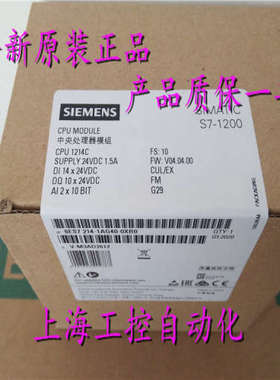 新原装正品
产品质保一
SIEMENS
SIMATIC
S7-1200
CPU MODULE
中央处理器模组
CPU 1214C
FS: 10
SUPPLY 24VDC 1.5A
FW: V04.04.00
DI 14 x 24VDC
CUL/EX
DQ 10 x 24VDC
FM
AI 2 x 10 BIT
G29
6ES7 214-1AG40-0XB0
QTY: 1
上海工控自动化